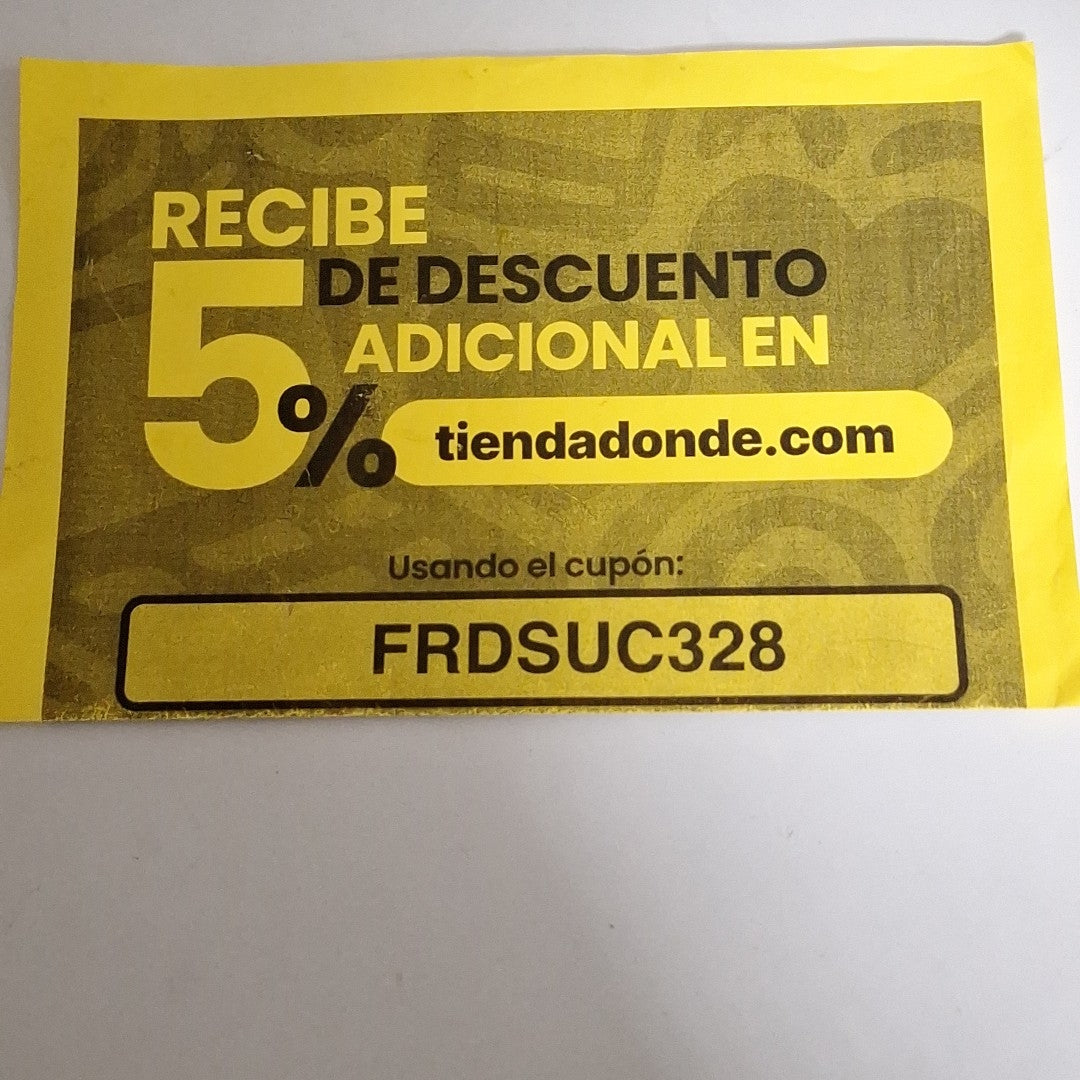 RECIBE
5% DE DESCUENTO
ADICIONAL EN
tiendadonde.com
Usando el cupón:
FRDSUC328